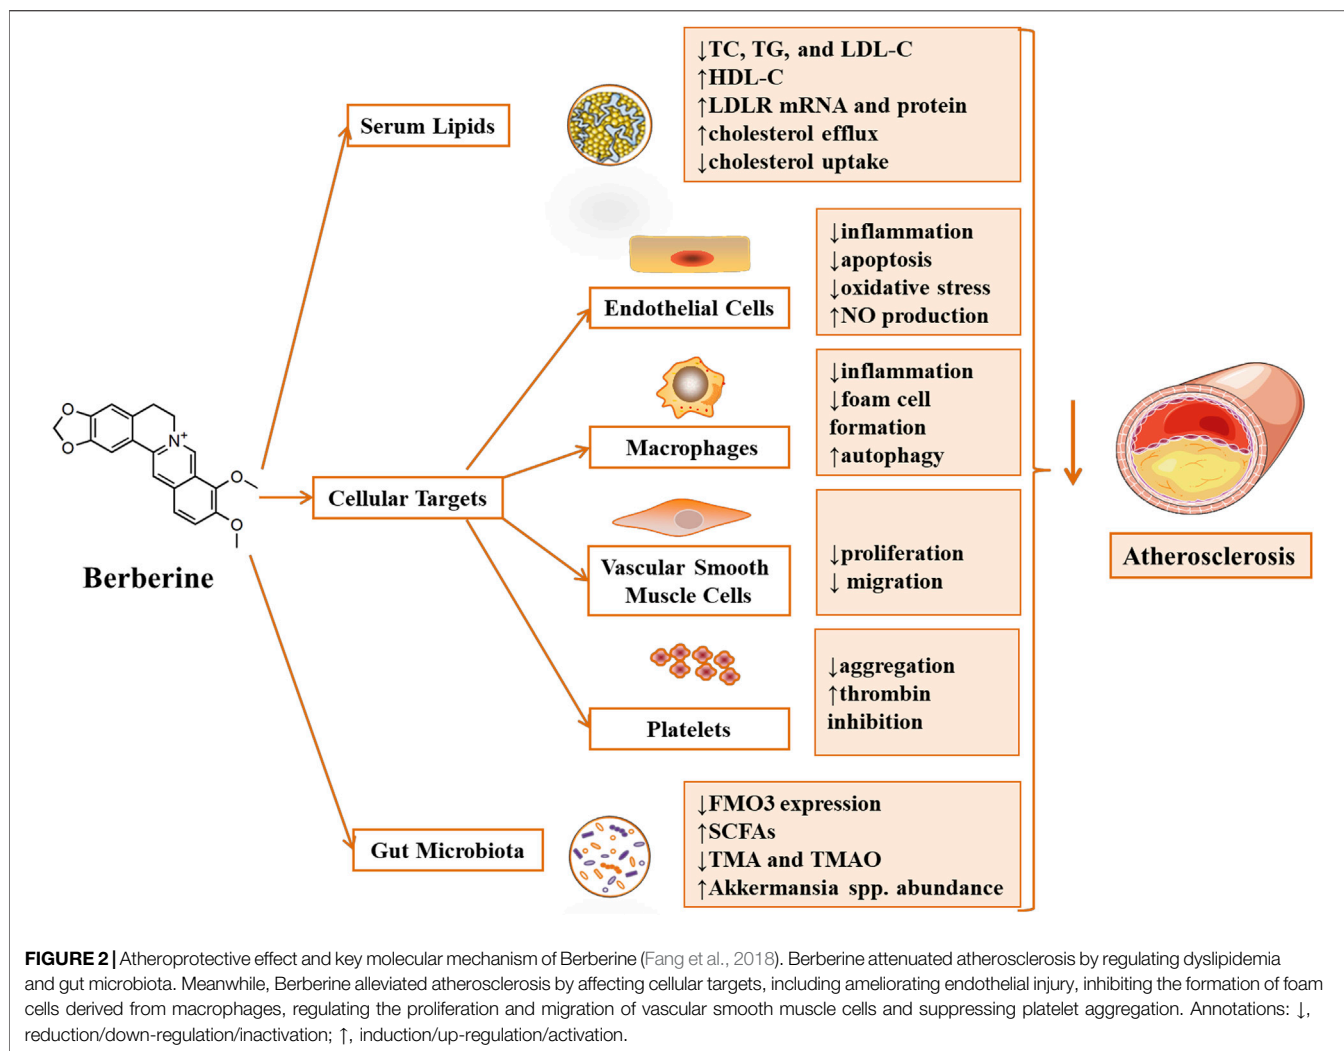 Serum Lipids
↓TC, TG, and LDL-C
↑HDL-C
↑LDLR mRNA and protein
↑cholesterol efflux
↓cholesterol uptake
Endothelial Cells
↓inflammation
↓apoptosis
↓oxidative stress
↑NO production
Macrophages
↓inflammation
↓foam cell
formation
↑autophagy
O
O
N+
O
O
Berberine
Cellular Targets
Vascular Smooth
Muscle Cells
↓proliferation
↓ migration
Platelets
↓aggregation
↑thrombin
inhibition
Gut Microbiota
↓FMO3 expression
↑SCFAs
↓TMA and TMAO
↑Akkermansia spp. abundance
↓
Atherosclerosis
FIGURE 2 | Atheroprotective effect and key molecular mechanism of Berberine (Fang et al., 2018). Berberine attenuated atherosclerosis by regulating dyslipidemia
and gut microbiota. Meanwhile, Berberine alleviated atherosclerosis by affecting cellular targets, including ameliorating endothelial injury, inhibiting the formation of foam
cells derived from macrophages, regulating the proliferation and migration of vascular smooth muscle cells and suppressing platelet aggregation. Annotations: ↓,
reduction/down-regulation/inactivation; ↑, induction/up-regulation/activation.